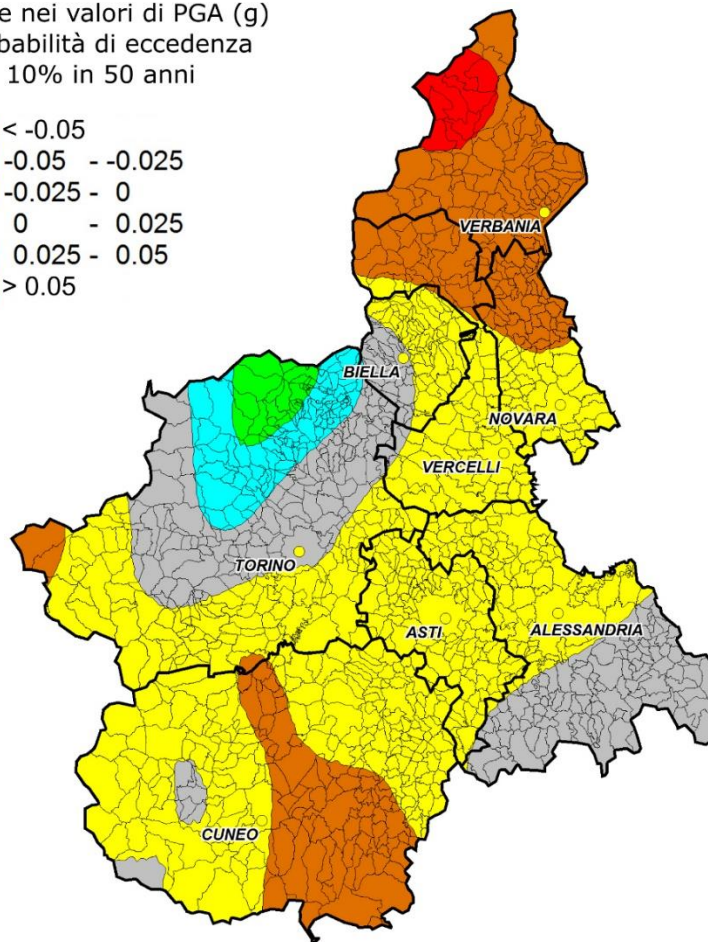 e nei valori di PGA (g)
babilità di eccedenza
10% in 50 anni
< -0.05
-0.05 - -0.025
-0.025 - 0
0 - 0.025
0.025 - 0.05
> 0.05
VERBANIA
BIELLA
NOVARA
VERCELLI
TORINO
ASTI
ALESSANDRIA
CUNEO